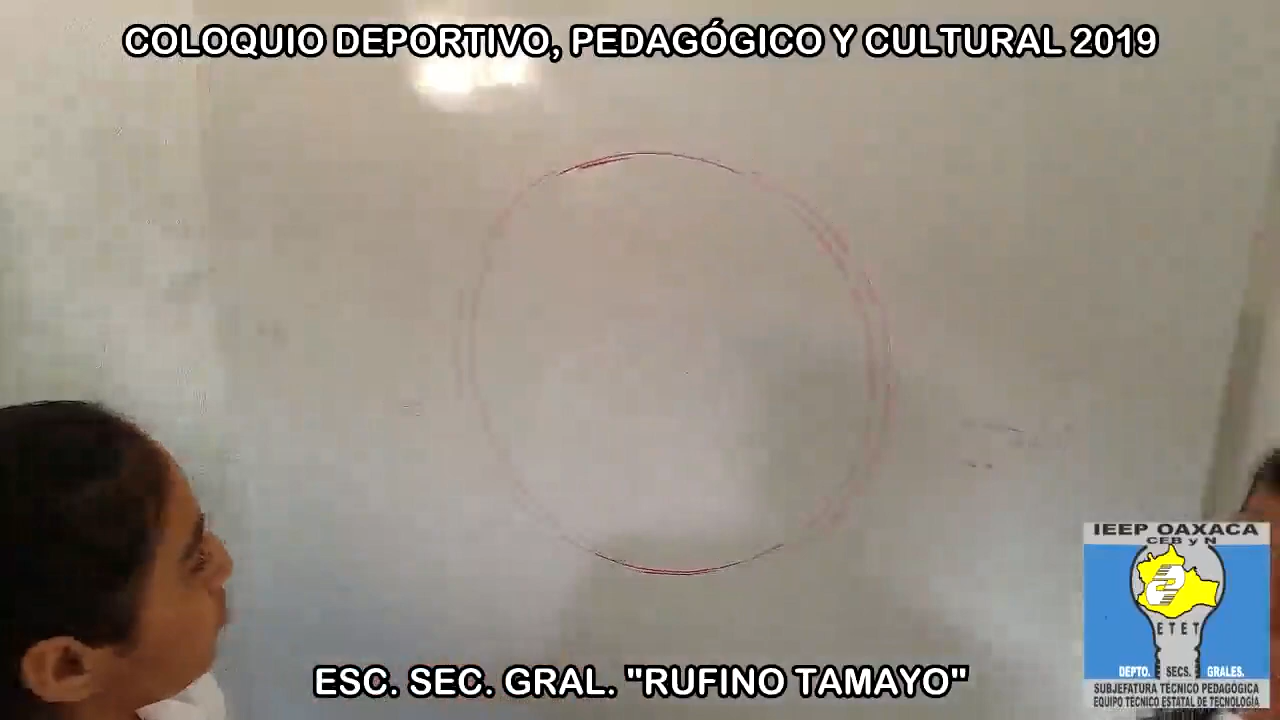 COLOQUIO DEPORTIVO, PEDAGÓGICO Y CULTURAL 2019
IEEP OAXACA
CEB y N
E T E T
DEPTO. SECS. GRALES.
SUBJEFATURA TÉCNICO PEDAGÓGICA
EQUIPO TÉCNICO ESTATAL DE TECNOLOGÍA
ESC. SEC. GRAL. "RUFINO TAMAYO"